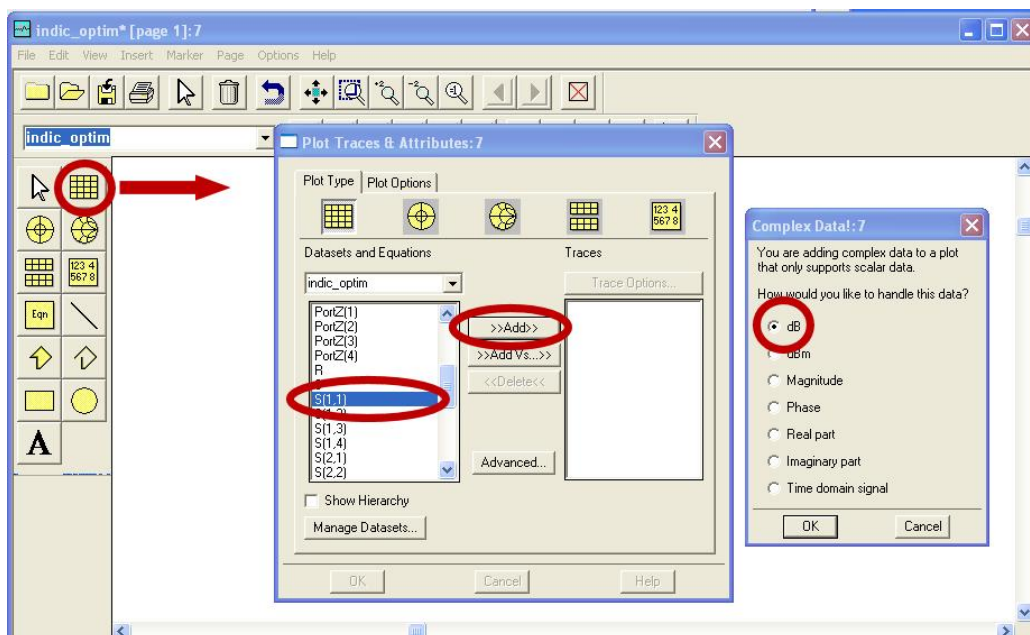 indic_optim* [page 1]:7
File Edit View Insert Marker Page Options Help
indic_optim
Eqn
123 4
567 8
A
Plot Traces & Attributes:7
Plot Type
Plot Options
123 4
567 8
Datasets and Equations
Traces
indic_optim
Trace Options...
PortZ(1)
PortZ(2)
PortZ(3)
PortZ(4)
R
S(1,1)
S(1,3)
S(1,4)
S(2,1)
S(2,2)
>>Add>>
>>Add Vs...>>
<<Delete<<
Advanced...
Show Hierarchy
Manage Datasets...
OK
Cancel
Help
Complex Data!:7
You are adding complex data to a plot
that only supports scalar data.
How would you like to handle this data?
dB
dBm
Magnitude
Phase
Real part
Imaginary part
Time domain signal
OK
Cancel